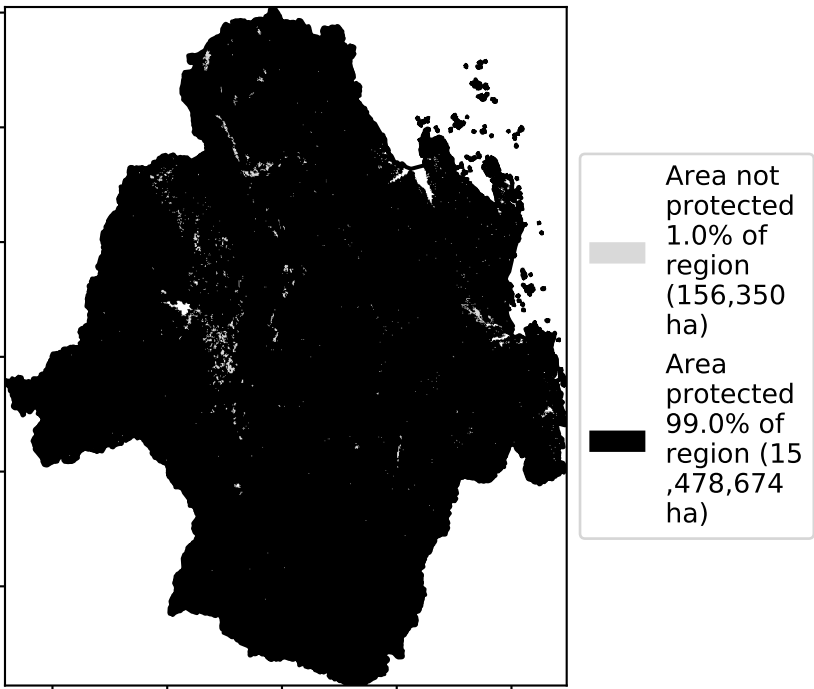 Area not
protected
1.0% of
region
(156,350
ha)
Area
protected
99.0% of
region (15
,478,674
ha)